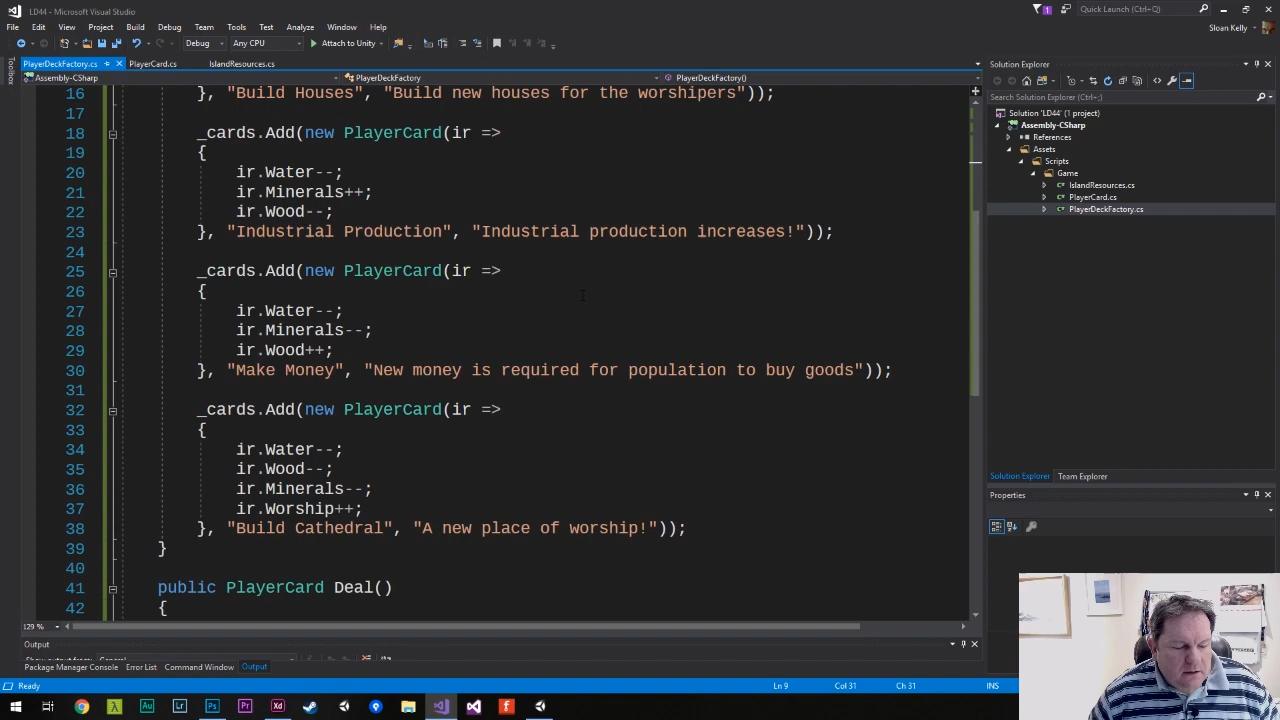 LD44 - Microsoft Visual Studio
Quick Launch (Ctrl+;)
File Edit View Project Build Debug Team Tools Test Analyze Window Help
Sloan Kelly
Debug Any CPU Attach to Unity
Toolbox
PlayerDeckFactory.cs PlayerCard.cs IslandResources.cs
Assembly-CSharp PlayerDeckFactory PlayerDeckFactory()
16 }, "Build Houses", "Build new houses for the worshipers"));
17
18 _cards.Add(new PlayerCard(ir =>
19 {
20 ir.Water--;
21 ir.Minerals++;
22 ir.Wood--;
23 }, "Industrial Production", "Industrial production increases!"));
24
25 _cards.Add(new PlayerCard(ir =>
26 {
27 ir.Water--;
28 ir.Minerals--;
29 ir.Wood++;
30 }, "Make Money", "New money is required for population to buy goods"));
31
32 _cards.Add(new PlayerCard(ir =>
33 {
34 ir.Water--;
35 ir.Wood--;
36 ir.Minerals--;
37 ir.Worship++;
38 }, "Build Cathedral", "A new place of worship!"));
39 }
40
41 public PlayerCard Deal()
42 {
129 %
Output
Package Manager Console Error List Command Window Output
Solution Explorer
Search Solution Explorer (Ctrl+;)
Solution 'LD44' (1 project)
Assembly-CSharp
References
Assets
Scripts
Game
IslandResources.cs
PlayerCard.cs
PlayerDeckFactory.cs
Solution Explorer Team Explorer
Properties
Ready Ln 9 Col 31 Ch 31 INS